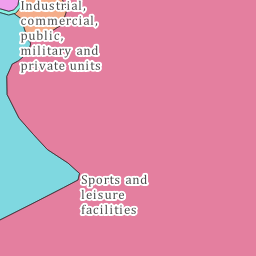 Industrial,
commercial,
public,
military and
private units
Sports and
leisure
facilities